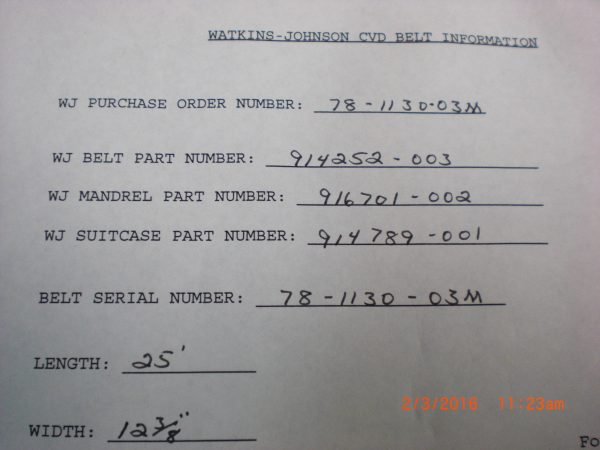 WATKINS-JOHNSON CVD BELT INFORMATION
WJ PURCHASE ORDER NUMBER: 78-1130-03M
WJ BELT PART NUMBER: 914252-003
WJ MANDREL PART NUMBER: 916701-002
WJ SUITCASE PART NUMBER: 914789-001
BELT SERIAL NUMBER: 78-1130-03M
LENGTH: 25'
2/3/2016 11:23am
WIDTH: 12 3/8"
FO